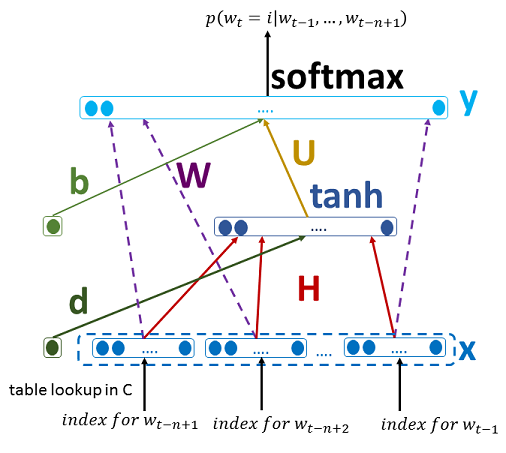 p(w_t = i|w_{t-1}, ..., w_{t-n+1})
softmax
....
y
b
W
U
tanh
....
d
H
....
....
....
....
x
table lookup in C
index for w_{t-n+1}
index for w_{t-n+2}
index for w_{t-1}